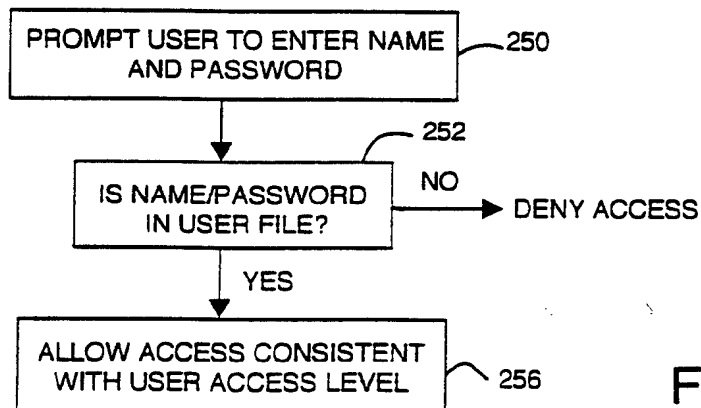 PROMPT USER TO ENTER NAME
AND PASSWORD
250
252
IS NAME/PASSWORD
IN USER FILE?
NO
DENY ACCESS
YES
ALLOW ACCESS CONSISTENT
WITH USER ACCESS LEVEL
256
F